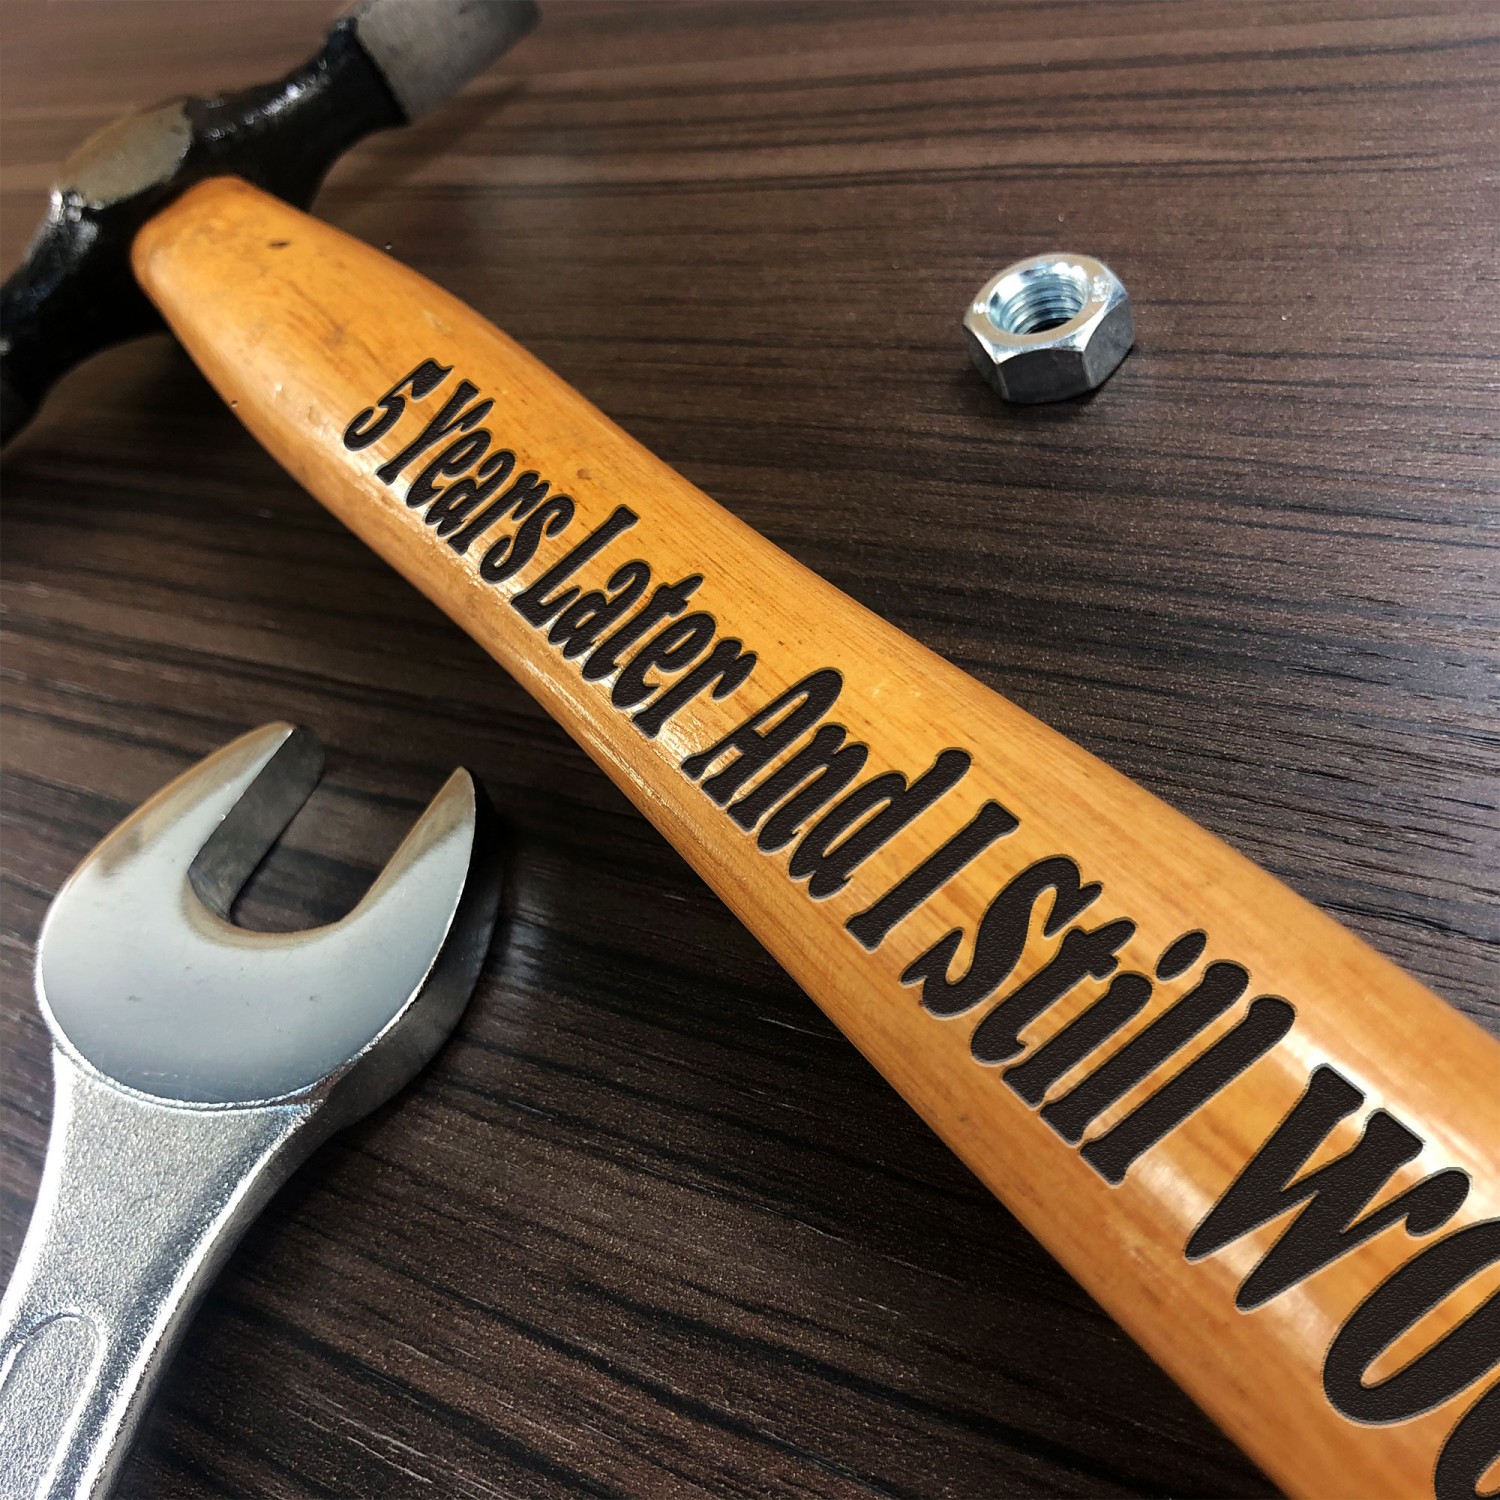 5 Years Later And I Still